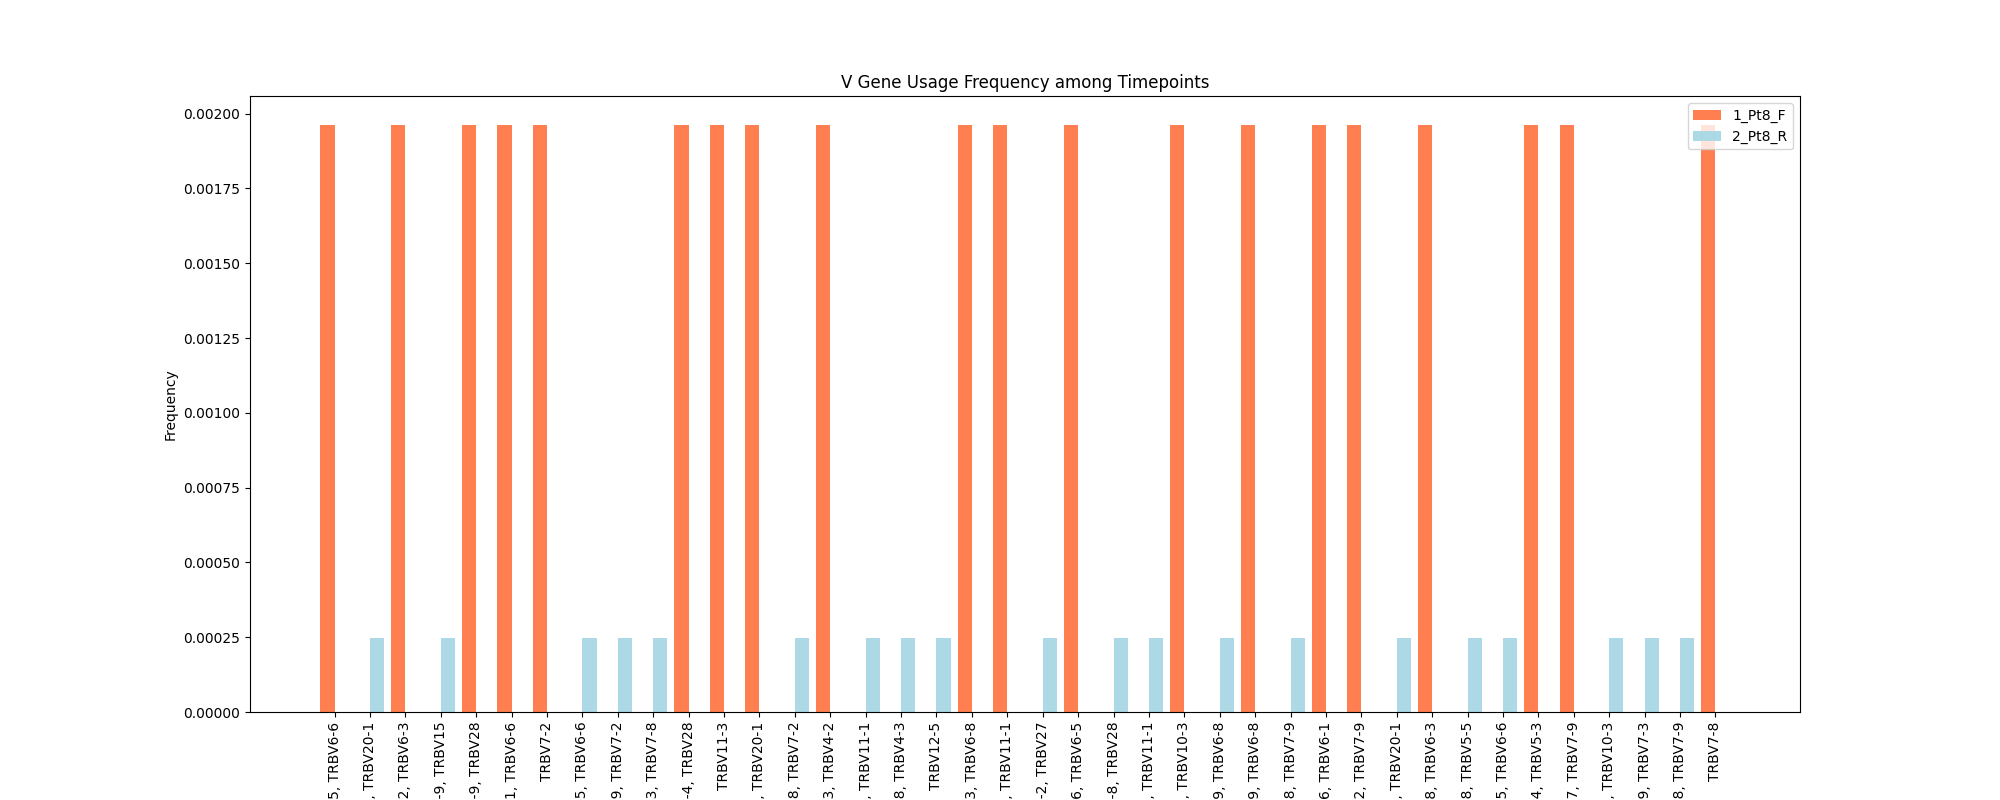 V Gene Usage Frequency among Timepoints
1_Pt8_F
2_Pt8_R
Frequency
0.00200
0.00175
0.00150
0.00125
0.00100
0.00075
0.00050
0.00025
0.00000
5, TRBV6-6
, TRBV20-1
2, TRBV6-3
-9, TRBV15
-9, TRBV28
1, TRBV6-6
TRBV7-2
5, TRBV6-6
9, TRBV7-2
3, TRBV7-8
-4, TRBV28
TRBV11-3
, TRBV20-1
8, TRBV7-2
3, TRBV4-2
, TRBV11-1
8, TRBV4-3
TRBV12-5
3, TRBV6-8
, TRBV11-1
-2, TRBV27
6, TRBV6-5
-8, TRBV28
, TRBV11-1
, TRBV10-3
9, TRBV6-8
9, TRBV6-8
8, TRBV7-9
6, TRBV6-1
2, TRBV7-9
, TRBV20-1
8, TRBV6-3
8, TRBV5-5
5, TRBV6-6
4, TRBV5-3
7, TRBV7-9
, TRBV10-3
9, TRBV7-3
8, TRBV7-9
TRBV7-8